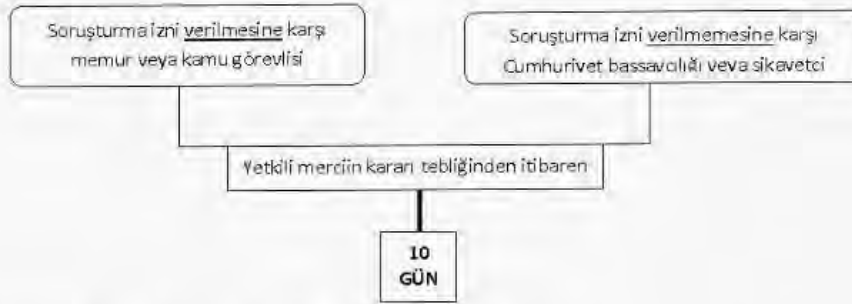 Soruşturma izni verilmesine karşı
memur veya kamu görevlisi
Soruşturma izni verilmemesine karşı
Cumhuriyet başsavcılığı veya şikayetçi
Yetkili merciin kararı tebliğinden itibaren
10
GÜN